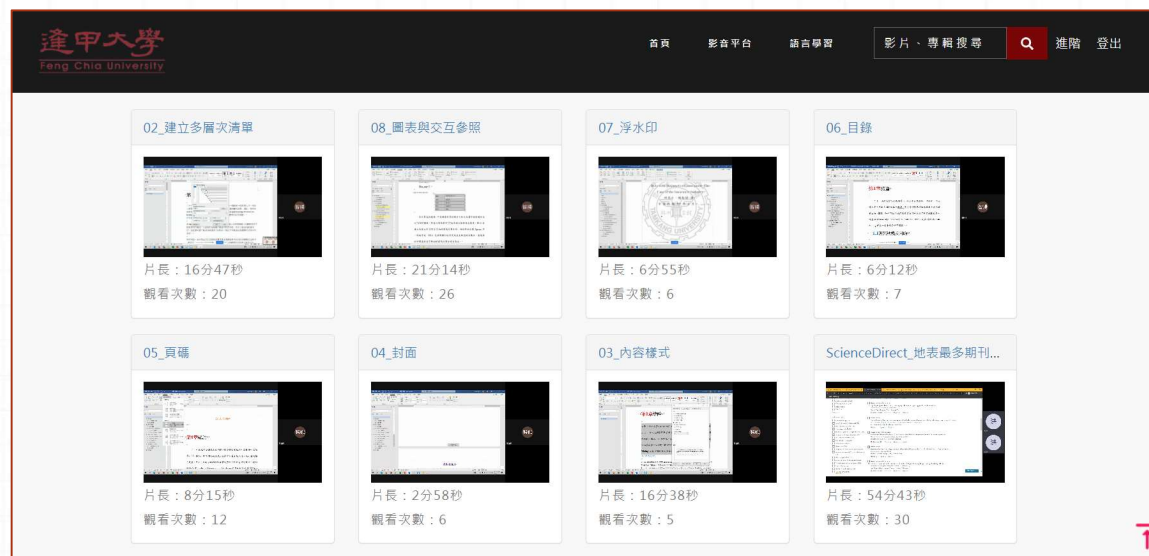 逢甲大學
Feng Chia University
首頁 影音平台 語言學習 影片、專輯搜尋 進階 登出
02_建立多層次清單
片長：16分47秒
觀看次數：20
08_圖表與交互參照
片長：21分14秒
觀看次數：26
07_浮水印
片長：6分55秒
觀看次數：6
06_目錄
片長：6分12秒
觀看次數：7
05_頁碼
片長：8分15秒
觀看次數：12
04_封面
片長：2分58秒
觀看次數：6
03_內容樣式
片長：16分38秒
觀看次數：5
ScienceDirect_地表最多期刊...
片長：54分43秒
觀看次數：30